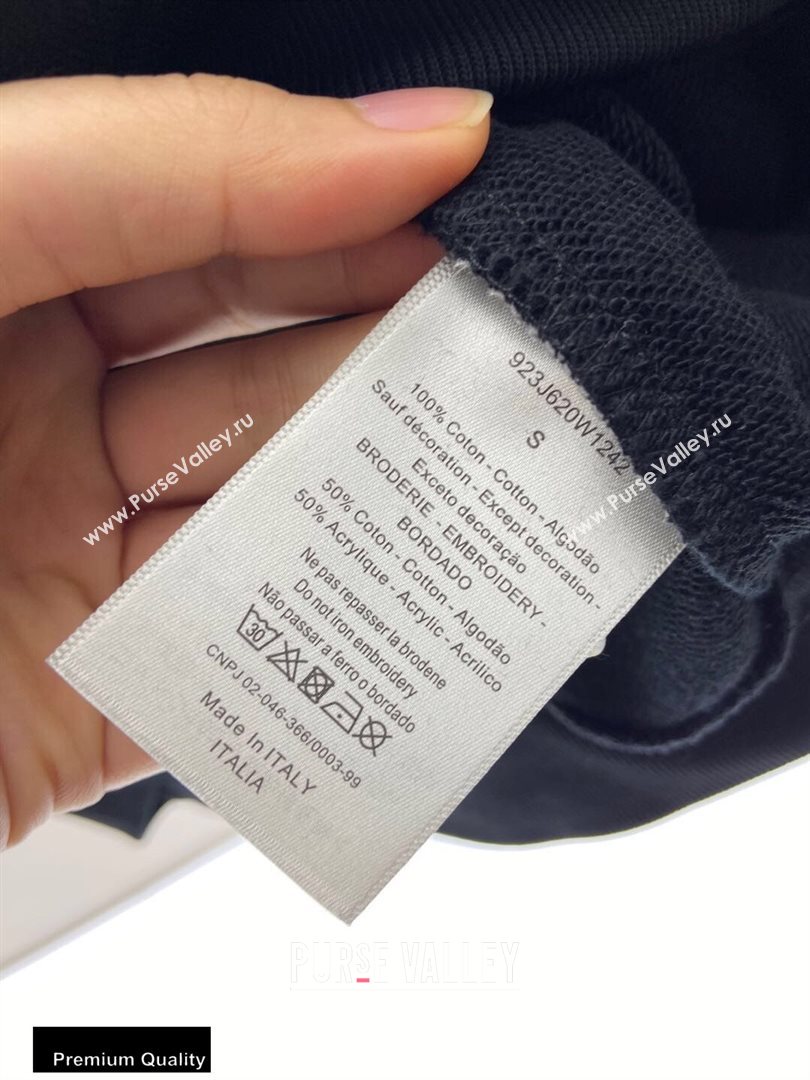 923J620W1242
S
100% Coton - Cotton - Algodão
Sauf décoration - Except decoration -
Exceto decoração
BRODERIE - EMBROIDERY -
BORDADO
50% Coton - Cotton - Algodão
50% Acrylique - Acrylic - Acrilico
Ne pas repasser la brodene
Do not iron embroidery
Não passar a ferro o bordado
30
CNPJ 02-046-366/0003-99
Made In ITALY
ITALIA
www.PurseValley.ru
www.PurseValley.ru
PURSE VALLEY
Premium Quality